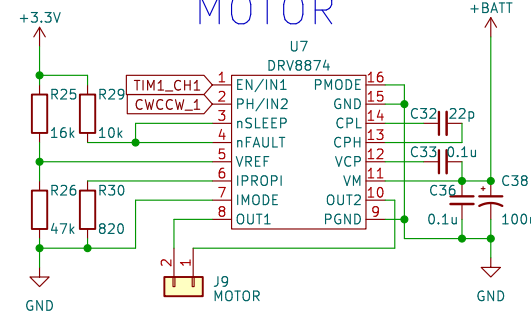 MOTOR
+3.3V
+BATT
U7
DRV8874
TIM1_CH1
CWCCW_1
1 EN/IN1 PMODE 16
2 PH/IN2 GND 15
3 nSLEEP CPL 14
4 nFAULT CPH 13
5 VREF VCP 12
6 IPROPI VM 11
7 IMODE OUT2 10
8 OUT1 PGND 9
R25
16k
R29
10k
R26
47k
R30
820
C32 22p
C33 0.1u
C36
0.1u
+
C38
100u
2 1
J9
MOTOR
GND
GND